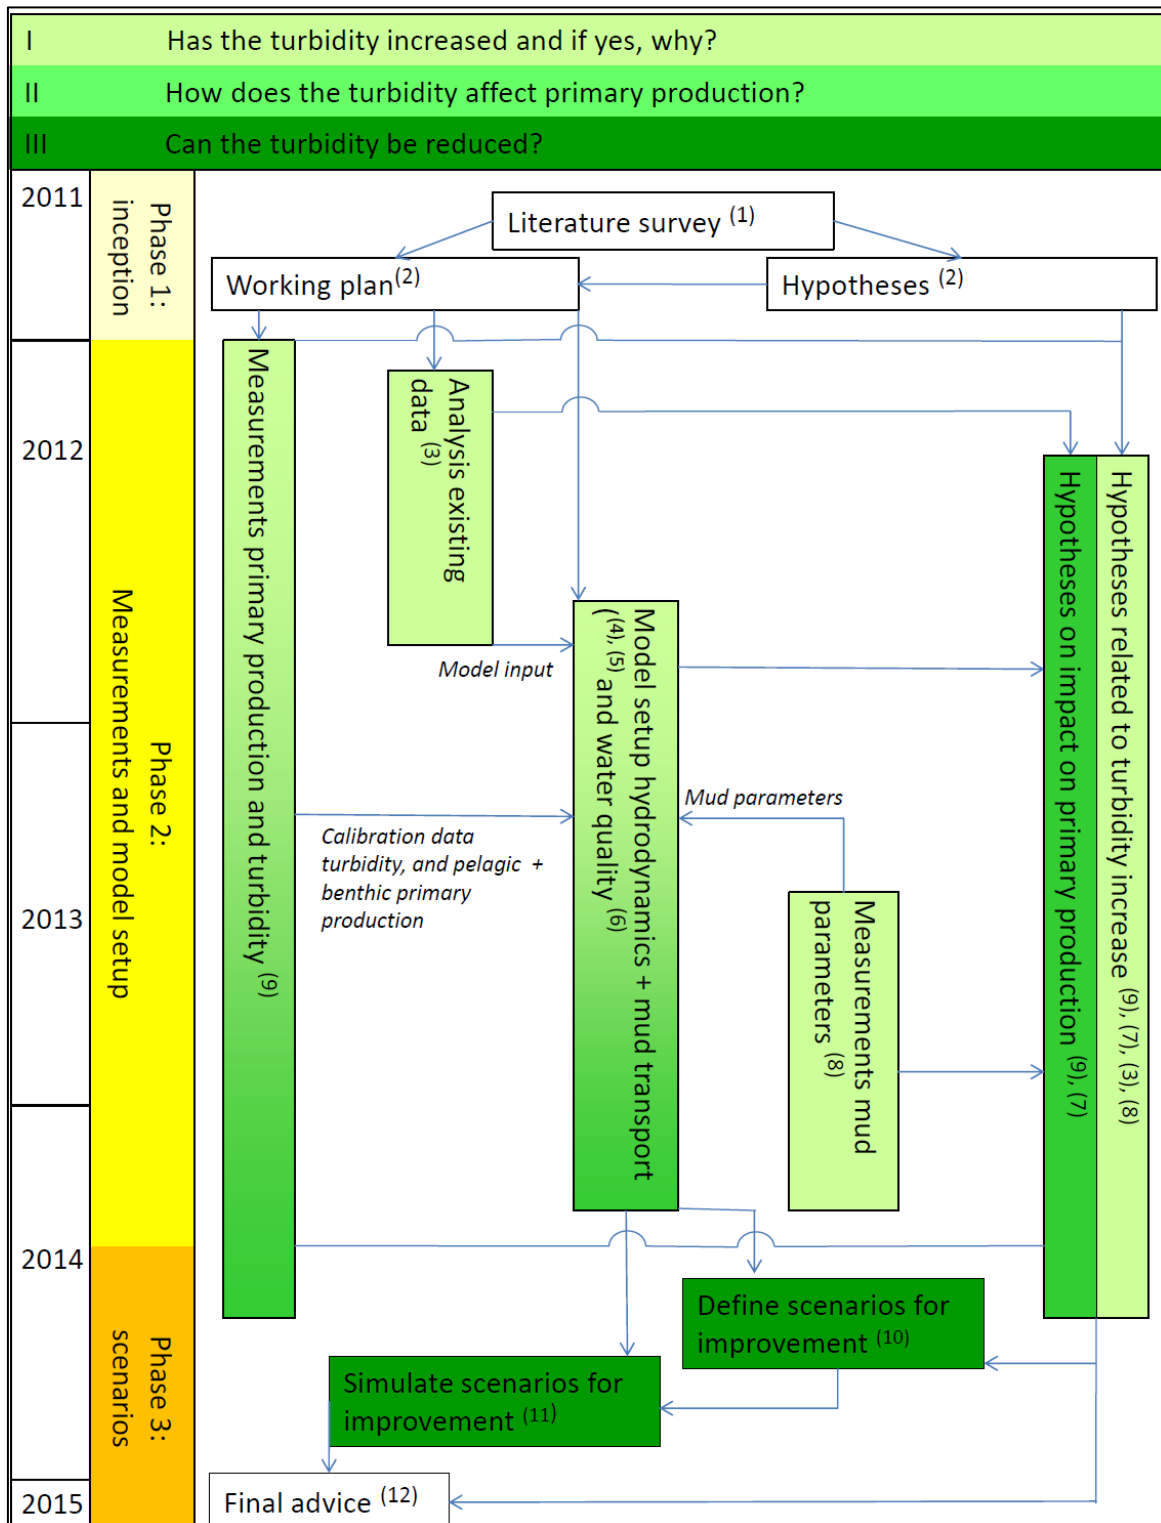 I Has the turbidity increased and if yes, why?
II How does the turbidity affect primary production?
III Can the turbidity be reduced?
2011
Phase 1:
inception
Literature survey (1)
Working plan(2)
Hypotheses (2)
2012
Phase 2:
Measurements and model setup
Measurements primary production and turbidity (9)
Analysis existing
data (3)
Model input
Model setup hydrodynamics + mud transport
((4), (5) and water quality (6)
Hypotheses related to turbidity increase (9), (7), (3), (8)
Hypotheses on impact on primary production (9), (7)
2013
Mud parameters
Calibration data
turbidity, and pelagic +
benthic primary
production
Measurements mud
parameters (8)
2014
Phase 3:
scenarios
Define scenarios for
improvement (10)
Simulate scenarios for
improvement (11)
2015
Final advice (12)